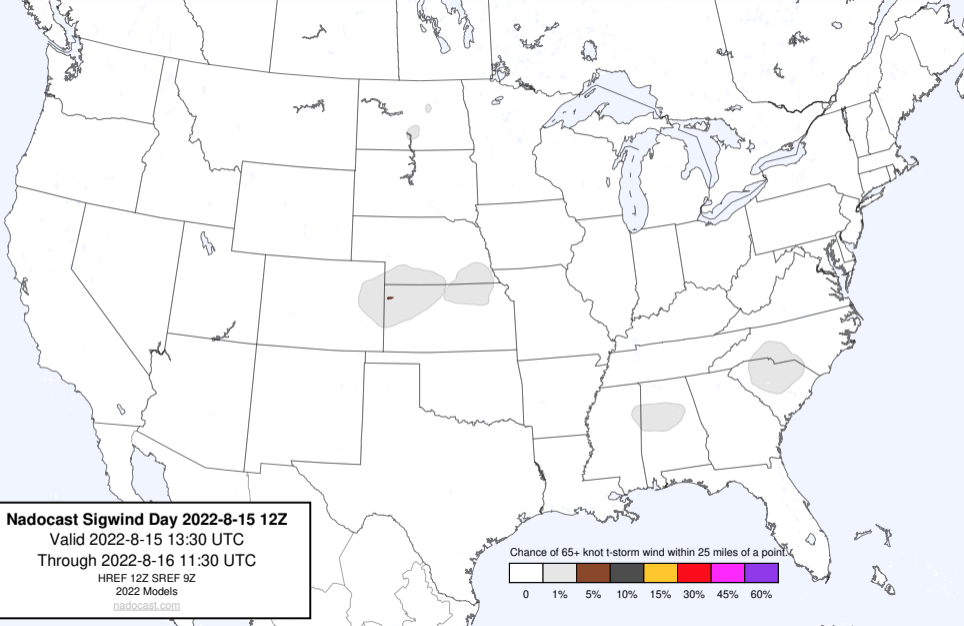 Nadocast Sigwind Day 2022-8-15 12Z
Valid 2022-8-15 13:30 UTC
Through 2022-8-16 11:30 UTC
HREF 12Z SREF 9Z
2022 Models
nadocast.com
Chance of 65+ knot t-storm wind within 25 miles of a point.
0 1% 5% 10% 15% 30% 45% 60%